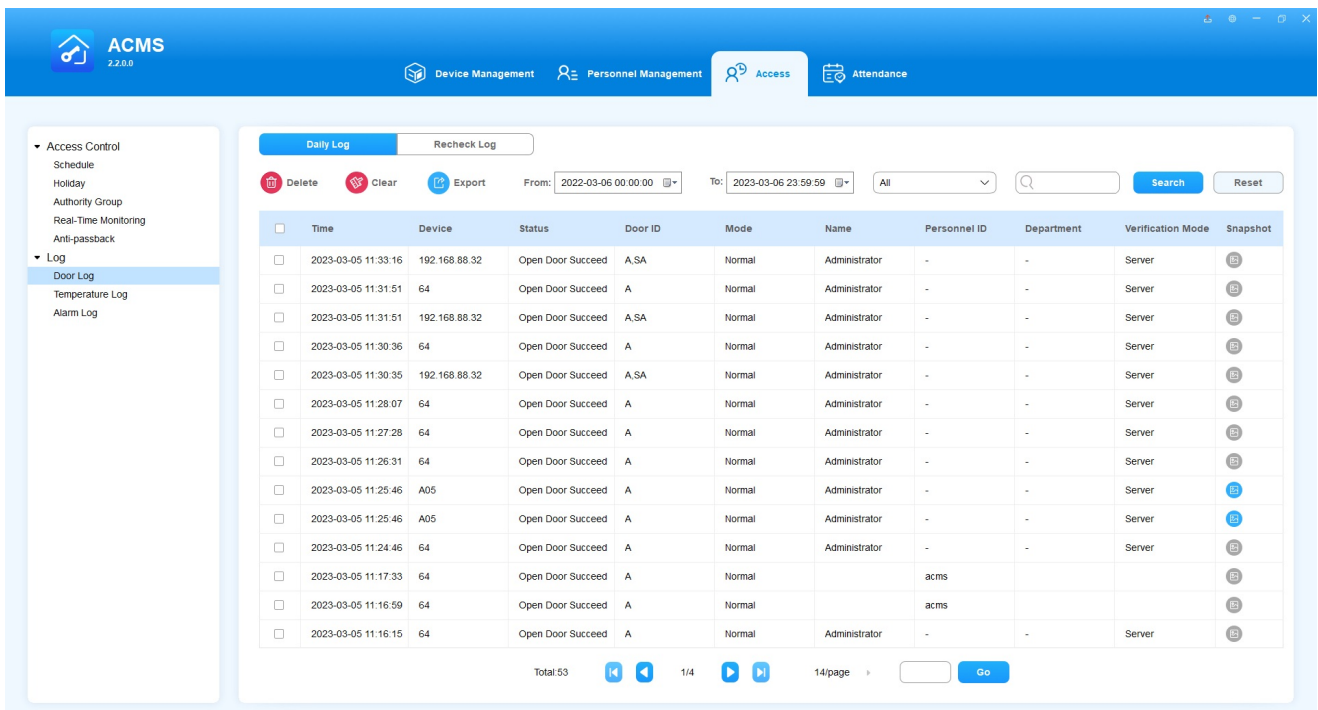 ACMS
2.2.0.0
Device Management Personnel Management Access Attendance
Access Control
Schedule
Holiday
Authority Group
Real-Time Monitoring
Anti-passback
Log
Door Log
Temperature Log
Alarm Log
Daily Log Recheck Log
Delete Clear Export From: 2022-03-06 00:00:00 To: 2023-03-06 23:59:59 All Search Reset
Time Device Status Door ID Mode Name Personnel ID Department Verification Mode Snapshot
2023-03-05 11:33:16 192.168.88.32 Open Door Succeed A,SA Normal Administrator - - Server
2023-03-05 11:31:51 64 Open Door Succeed A Normal Administrator - - Server
2023-03-05 11:31:51 192.168.88.32 Open Door Succeed A,SA Normal Administrator - - Server
2023-03-05 11:30:36 64 Open Door Succeed A Normal Administrator - - Server
2023-03-05 11:30:35 192.168.88.32 Open Door Succeed A,SA Normal Administrator - - Server
2023-03-05 11:28:07 64 Open Door Succeed A Normal Administrator - - Server
2023-03-05 11:27:28 64 Open Door Succeed A Normal Administrator - - Server
2023-03-05 11:26:31 64 Open Door Succeed A Normal Administrator - - Server
2023-03-05 11:25:46 A05 Open Door Succeed A Normal Administrator - - Server
2023-03-05 11:25:46 A05 Open Door Succeed A Normal Administrator - - Server
2023-03-05 11:24:46 64 Open Door Succeed A Normal Administrator - - Server
2023-03-05 11:17:33 64 Open Door Succeed A Normal acms
2023-03-05 11:16:59 64 Open Door Succeed A Normal acms
2023-03-05 11:16:15 64 Open Door Succeed A Normal Administrator - - Server
Total:53 1/4 14/page Go